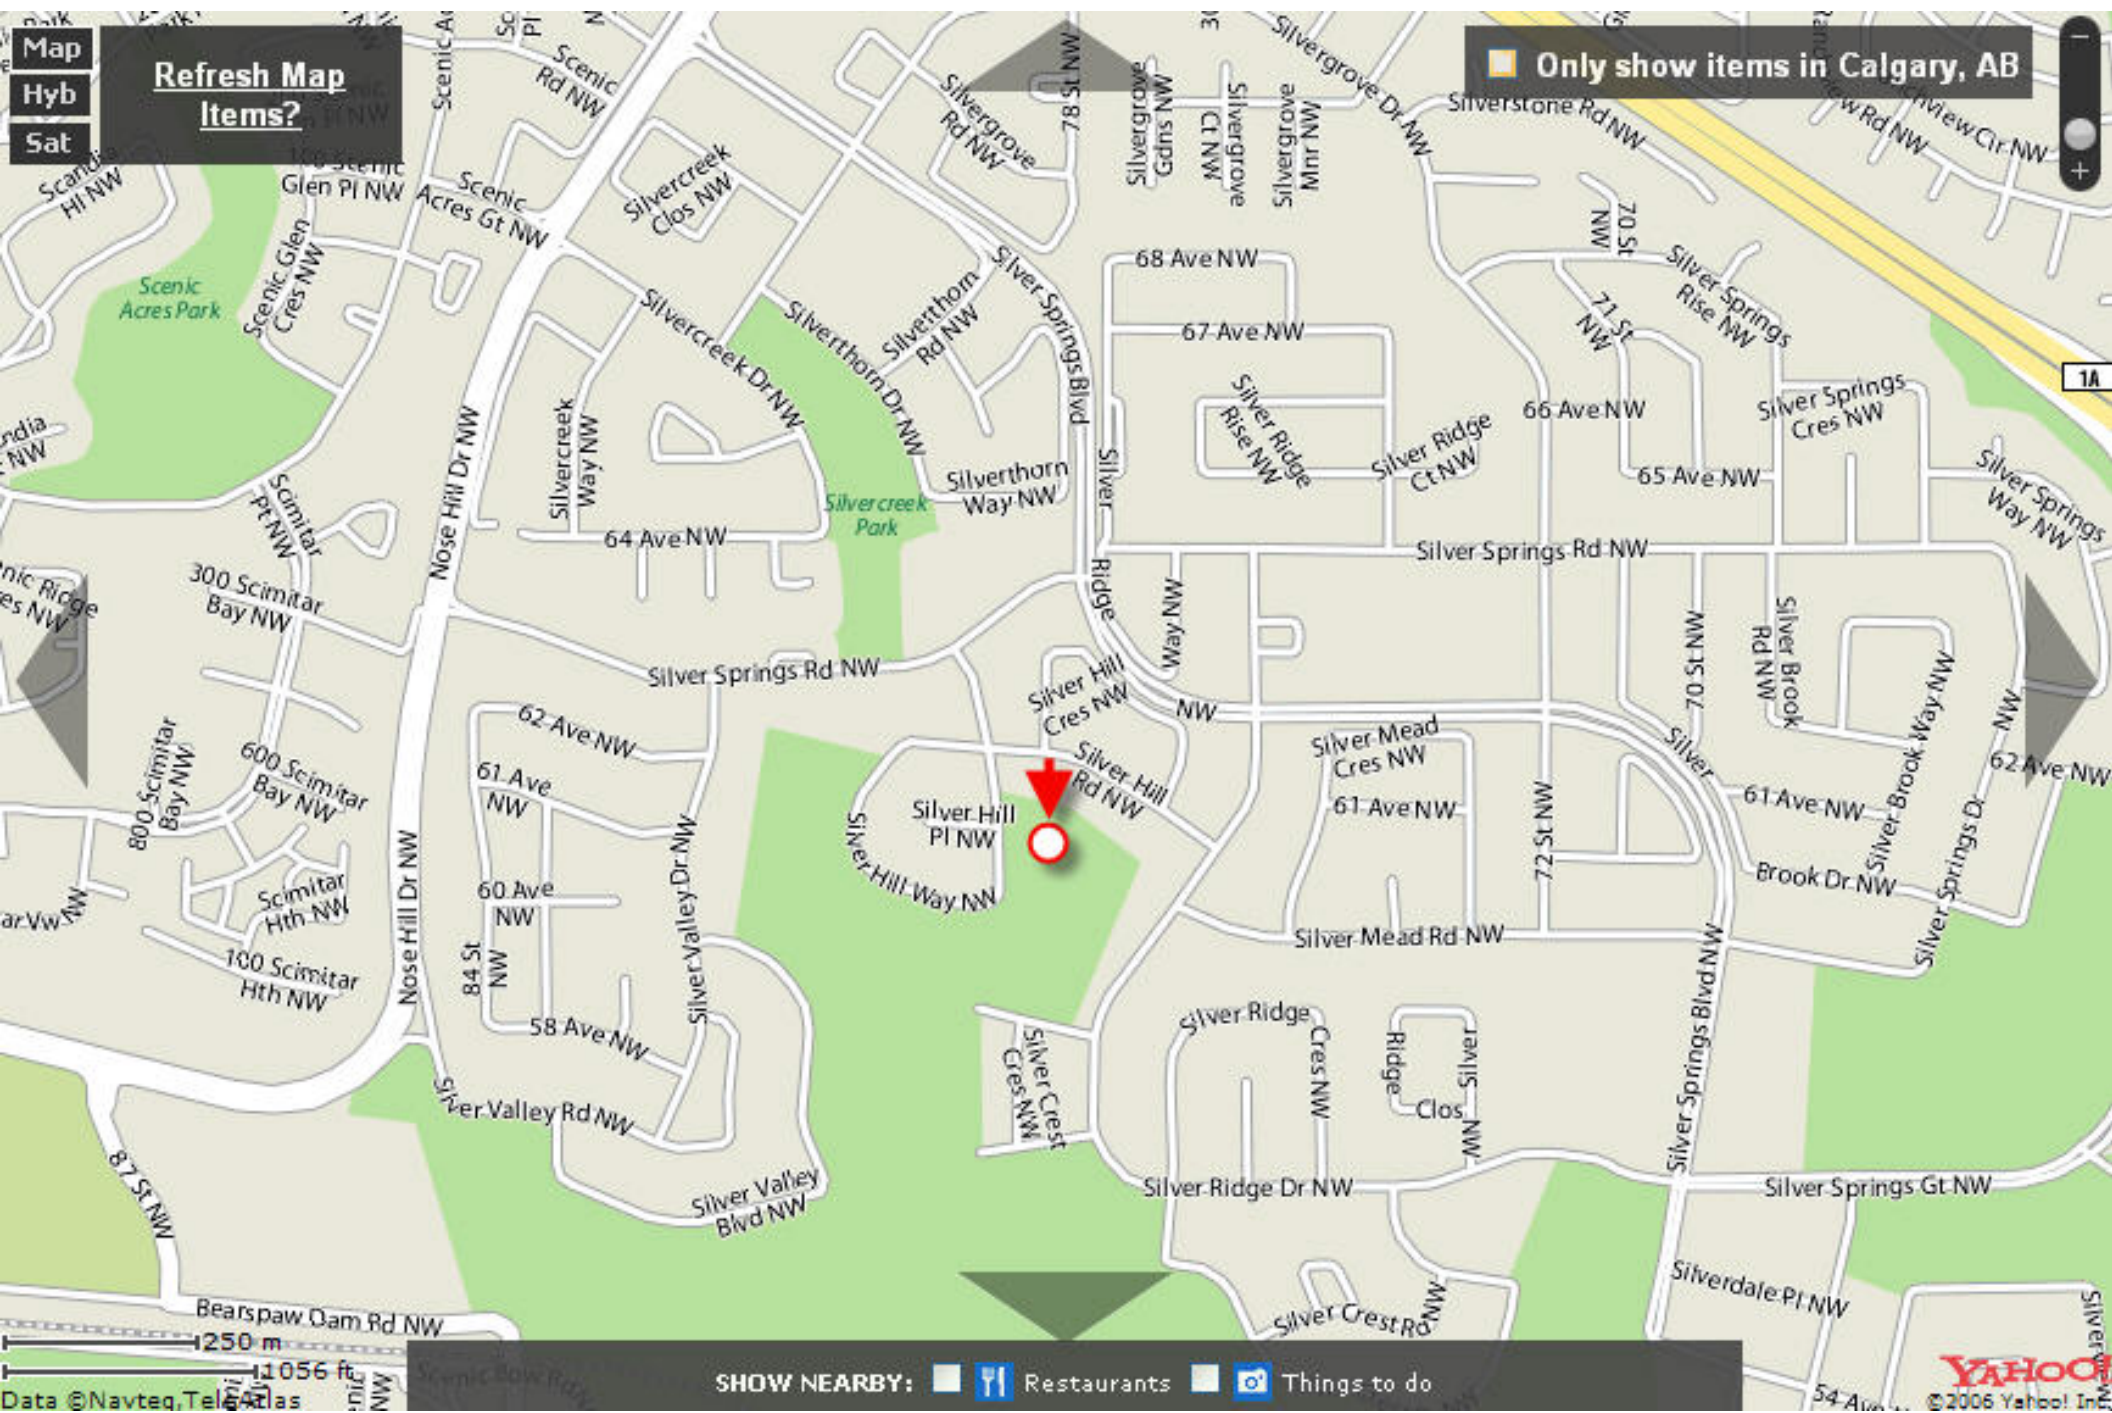 Map
Hyb
Sat
Refresh Map
Items?
Only show items in Calgary, AB
Scenic
Rd NW
78 St NW
Silvergrove
Rd NW
Silvergrove
Gdns NW
Silvergrove
Ct NW
Silvergrove
Mnr NW
Silvergrove Dr NW
Silverstone Rd NW
Scandia
Hl NW
Glen Pl NW
Scenic
Acres Gt NW
Silvercreek
Clos NW
70 St
NW
Scenic
Acres Park
Scenic Glen
Cres NW
Silver Springs Blvd
68 Ave NW
67 Ave NW
Silver Springs
Rise NW
71 St
NW
Silvercreek Dr NW
Silverthorn Dr NW
Silverthorn
Rd NW
1A
Silver Ridge
Rise NW
Silver Ridge
Ct NW
66 Ave NW
Silver Springs
Cres NW
65 Ave NW
Silver Springs
Way NW
Nose Hill Dr NW
Silvercreek
Way NW
Silverthorn
Way NW
Silvercreek
Park
Silver
Ridge
Scimitar
Pt NW
64 Ave NW
Silver Springs Rd NW
300 Scimitar
Bay NW
Way NW
Silver Springs Rd NW
Silver Hill
Cres NW
NW
70 St NW
Silver Brook
Rd NW
Silver Brook Way NW
62 Ave NW
800 Scimitar
Bay NW
600 Scimitar
Bay NW
62 Ave NW
61 Ave
NW
Silver Hill
Rd NW
Silver Mead
Cres NW
61 Ave NW
Silver
61 Ave NW
Silver Hill
Pl NW
Silver Hill Way NW
72 St NW
Brook Dr NW
Silver Springs Dr
NW
Scimitar
Hth NW
100 Scimitar
Hth NW
Nose Hill Dr NW
60 Ave
NW
84 St
NW
Silver Valley Dr NW
Silver Mead Rd NW
Silver Springs Blvd NW
58 Ave NW
Silver Crest
Cres NW
Silver Ridge
Cres NW
Ridge
Silver
Clos
NW
Silver Valley Rd NW
87 St NW
Silver Valley
Blvd NW
Silver Ridge Dr NW
Silver Springs Gt NW
Silverdale Pl NW
Silver Crest Rd
NW
Bearspaw Dam Rd NW
250 m
1056 ft
SHOW NEARBY: Restaurants Things to do
YAHOO!
Data ©Navteq,TeleAtlas
©2006 Yahoo! Inc